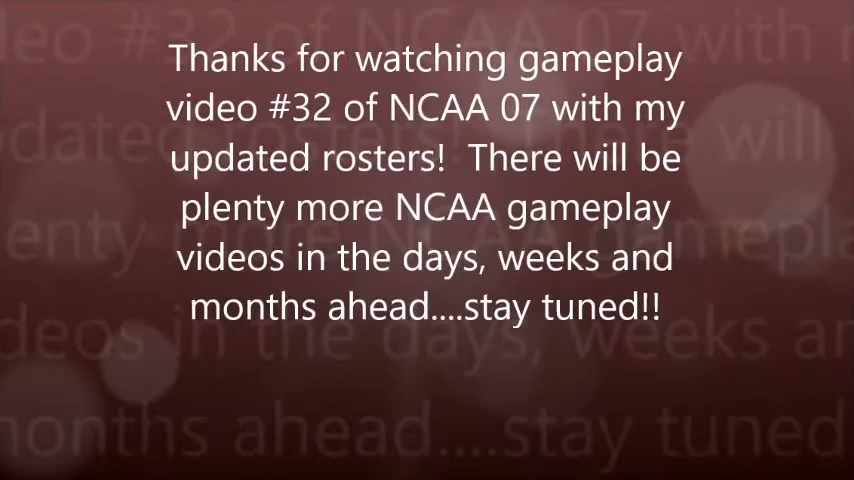 Thanks for watching gameplay
video #32 of NCAA 07 with my
updated rosters!  There will be
plenty more NCAA gameplay
videos in the days, weeks and
months ahead....stay tuned!!